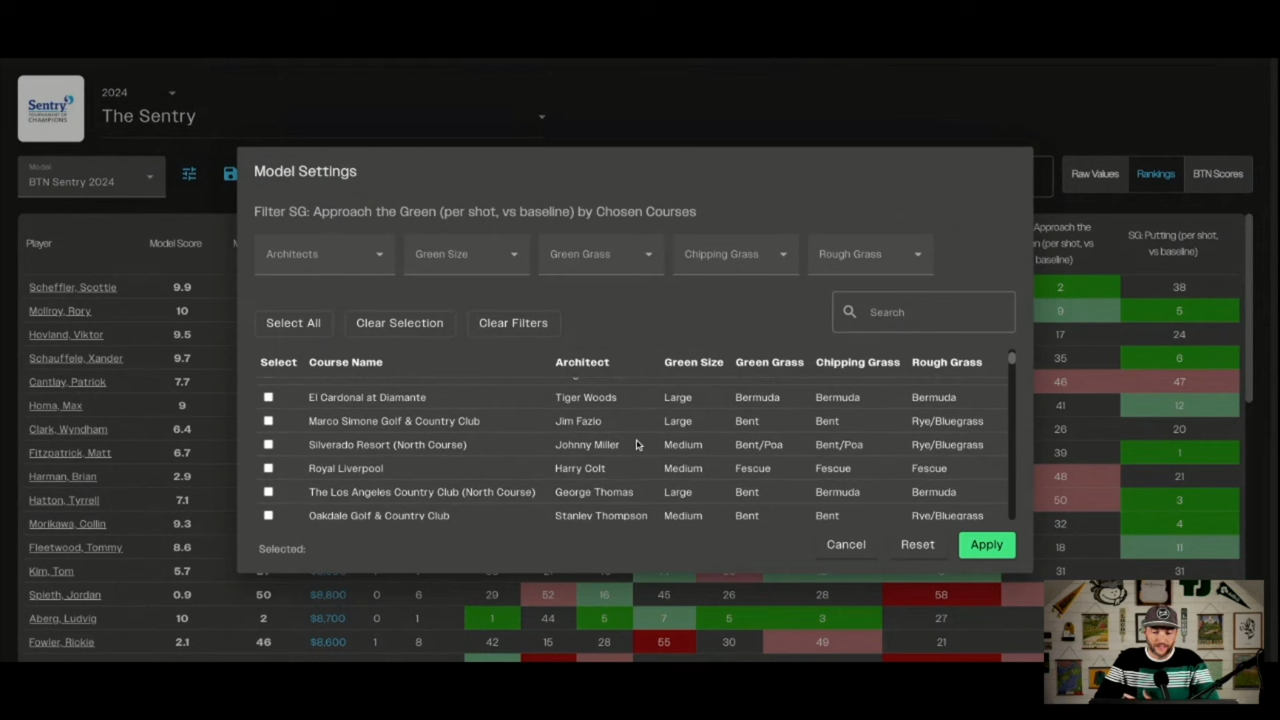 2024
Sentry
TOURNAMENT OF
CHAMPIONS
The Sentry
Model
BTN Sentry 2024
Raw Values
Rankings
BTN Scores
Model Settings
Filter SG: Approach the Green (per shot, vs baseline) by Chosen Courses
Architects
Green Size
Green Grass
Chipping Grass
Rough Grass
Select All
Clear Selection
Clear Filters
Search
Select Course Name Architect Green Size Green Grass Chipping Grass Rough Grass
El Cardonal at Diamante Tiger Woods Large Bermuda Bermuda Bermuda
Marco Simone Golf & Country Club Jim Fazio Large Bent Bent Rye/Bluegrass
Silverado Resort (North Course) Johnny Miller Medium Bent/Poa Bent/Poa Rye/Bluegrass
Royal Liverpool Harry Colt Medium Fescue Fescue Fescue
The Los Angeles Country Club (North Course) George Thomas Large Bent Bermuda Bermuda
Oakdale Golf & Country Club Stanley Thompson Medium Bent Bent Rye/Bluegrass
Selected:
Cancel
Reset
Apply
Player Model Score
Approach the
(per shot, vs
baseline)
SG: Putting (per shot,
vs baseline)
Scheffler, Scottie 9.9 2 38
McIlroy, Rory 10 9 5
Hovland, Viktor 9.5 17 24
Schauffele, Xander 9.7 35 6
Cantlay, Patrick 7.7 46 47
Homa, Max 9 41 12
Clark, Wyndham 6.4 26 20
Fitzpatrick, Matt 6.7 39 1
Harman, Brian 2.9 48 21
Hatton, Tyrrell 7.1 50 3
Morikawa, Collin 9.3 32 4
Fleetwood, Tommy 8.6 18 11
Kim, Tom 5.7 31 31
Spieth, Jordan 0.9 50 $8,800 0 6 29 52 16 45 26 28 58
Aberg, Ludvig 10 2 $8,700 0 1 1 44 5 7 5 3 27
Fowler, Rickie 2.1 46 $8,600 1 8 42 15 28 55 30 49 21